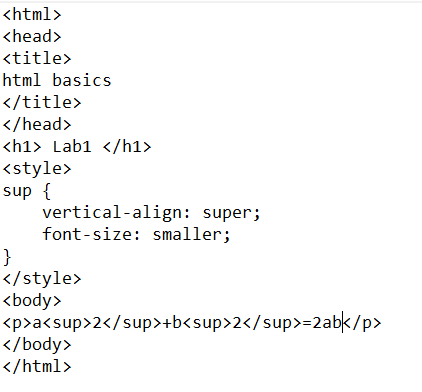 <html>
<head>
<title>
html basics
</title>
</head>
<h1> Lab1 </h1>
<style>
sup {
    vertical-align: super;
    font-size: smaller;
}
</style>
<body>
<p>a<sup>2</sup>+b<sup>2</sup>=2ab</p>
</body>
</html>